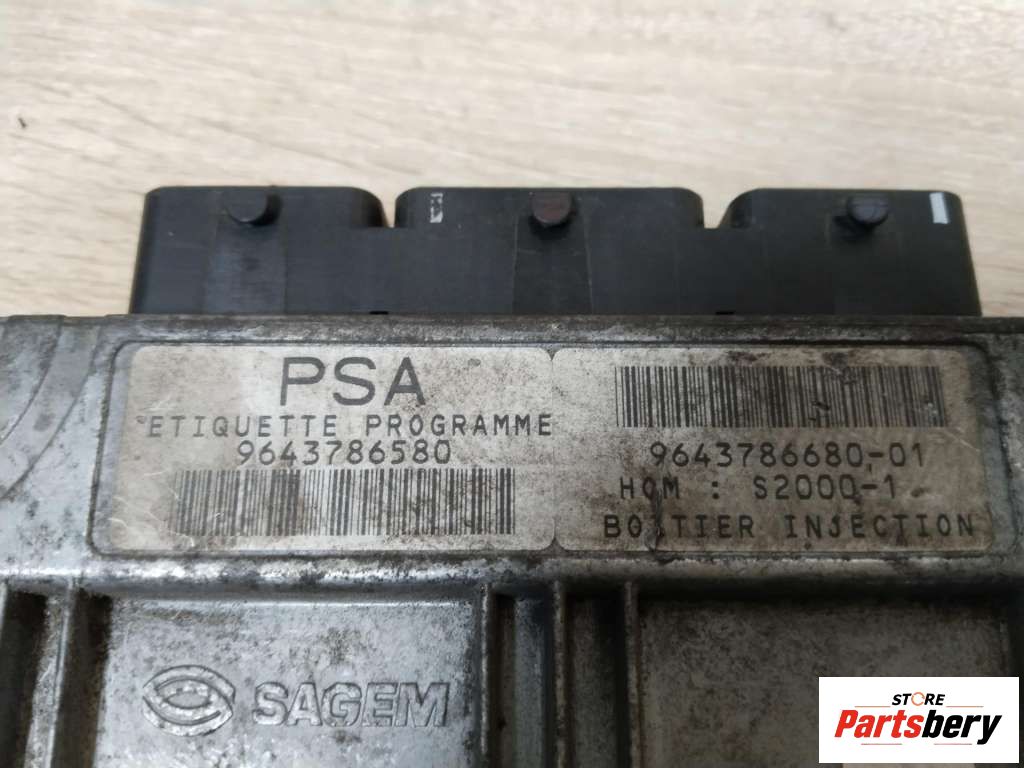 PSA
ETIQUETTE PROGRAMME
9643786580
9643786680-01
HOM : S2000-1
BOITIER INJECTION
SAGEM
STORE
Partsbery